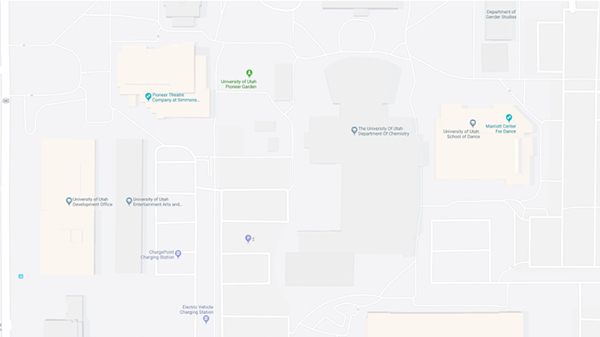 Department of
Gender Studies
University of Utah
Pioneer Garden
Pioneer Theatre
Company at Simmons...
The University Of Utah
Department Of Chemistry
Marriott Center
For Dance
University of Utah
School of Dance
University of Utah
Development Office
University of Utah
Entertainment Arts and...
2
ChargePoint
Charging Station
Electric Vehicle
Charging Station